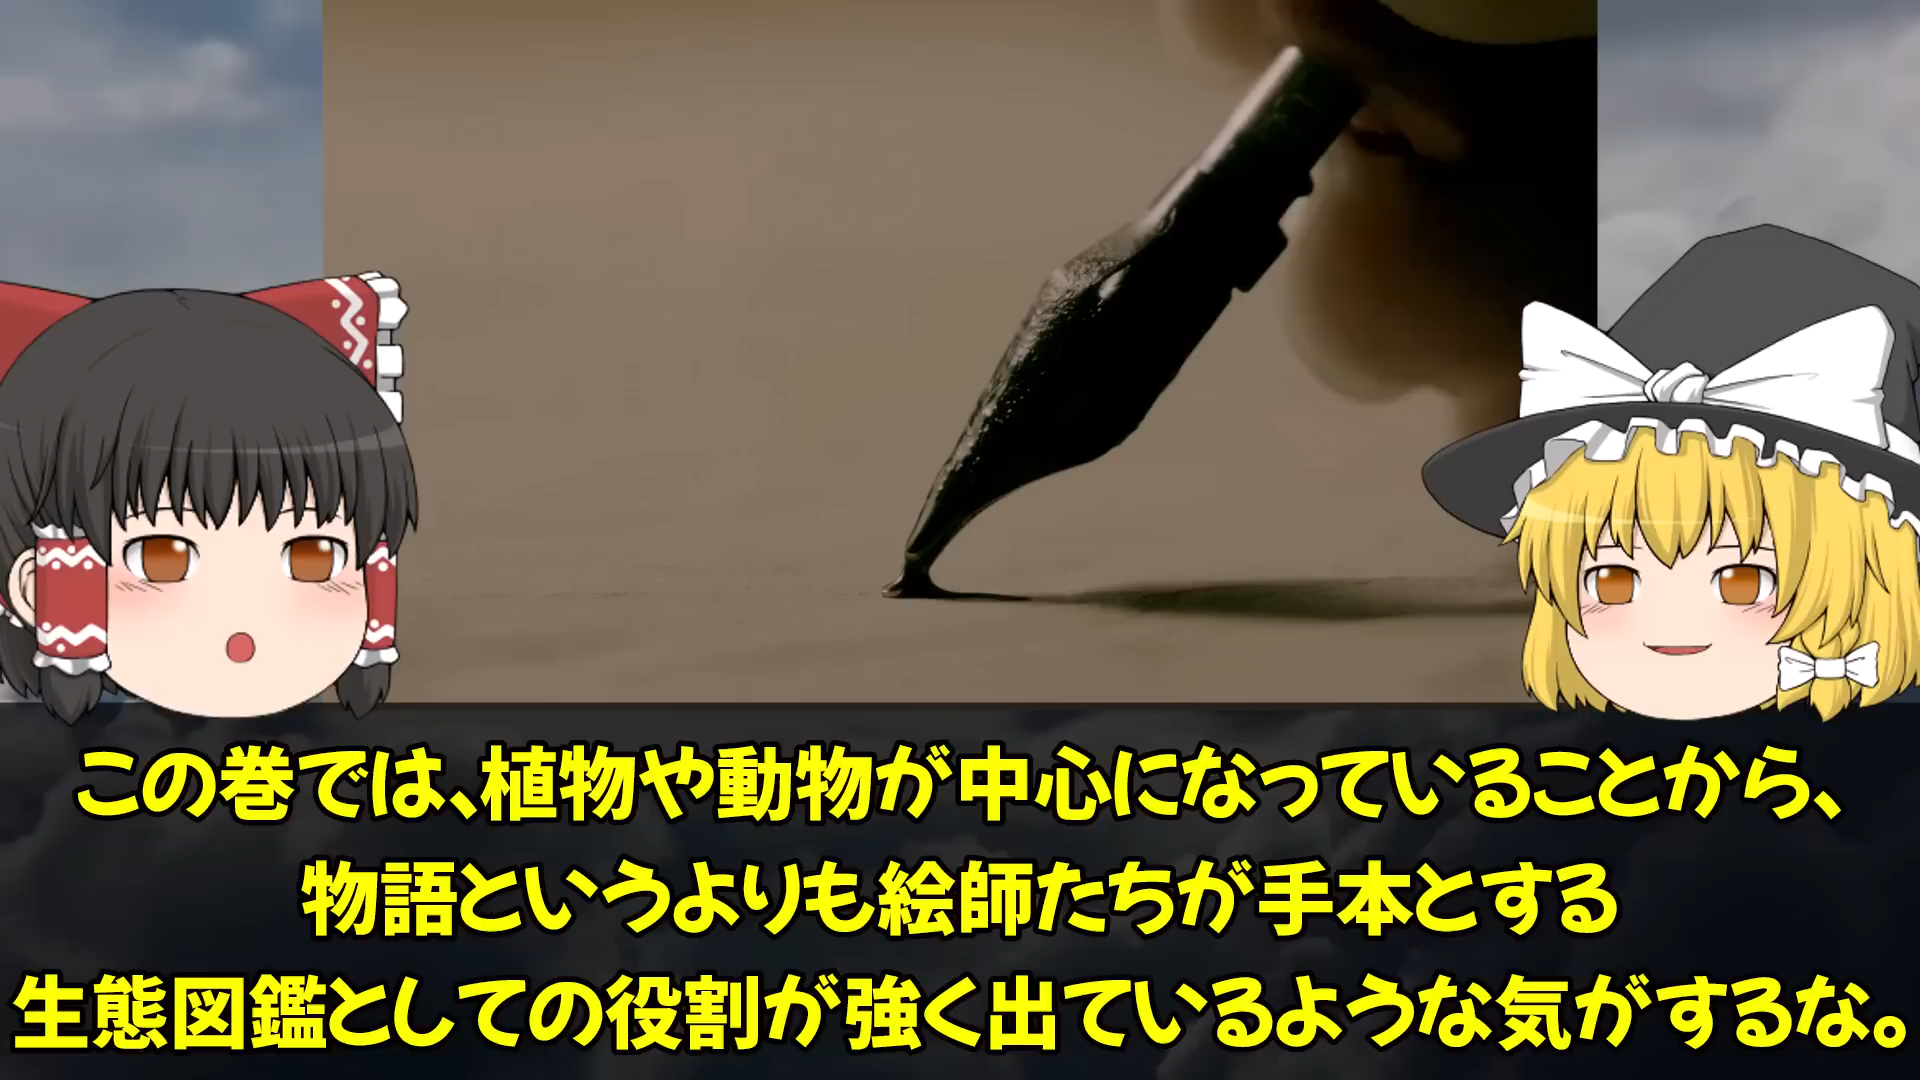 この巻では、植物や動物が中心になっていることから、
物語というよりも絵師たちが手本とする
生態図鑑としての役割が強く出ているような気がするな。